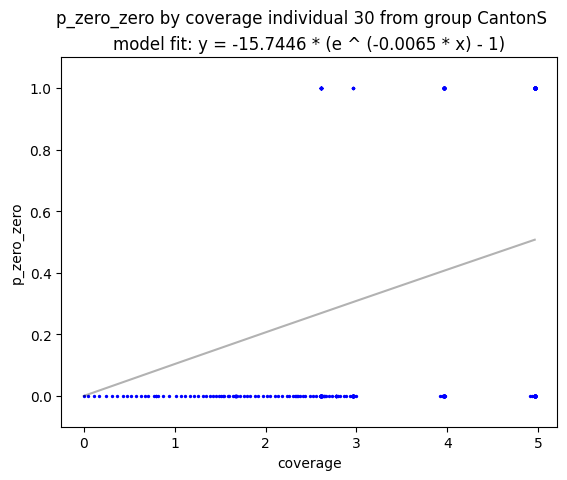 p_zero_zero by coverage individual 30 from group CantonS
model fit: y = -15.7446 * (e ^ (-0.0065 * x) - 1)
p_zero_zero
1.0
0.8
0.6
0.4
0.2
0.0
0 1 2 3 4 5
coverage